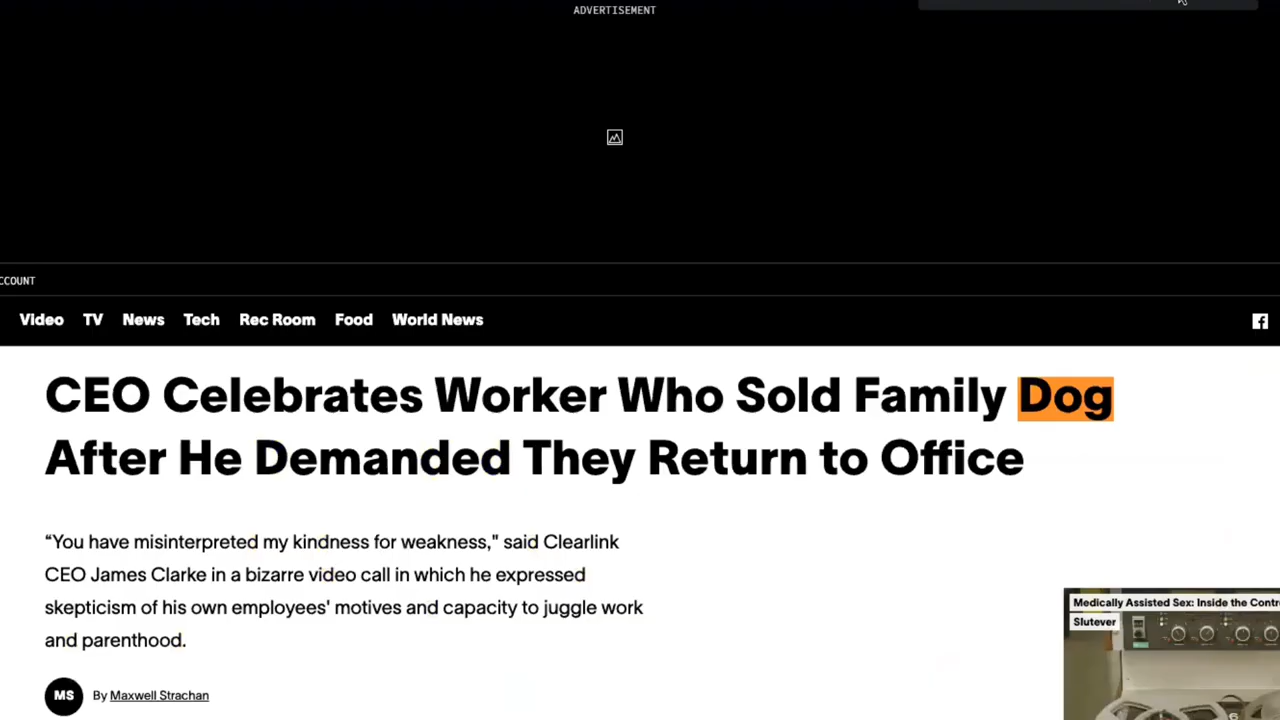 ADVERTISEMENT
CCOUNT
Video TV News Tech Rec Room Food World News
CEO Celebrates Worker Who Sold Family Dog
After He Demanded They Return to Office
“You have misinterpreted my kindness for weakness," said Clearlink
CEO James Clarke in a bizarre video call in which he expressed
skepticism of his own employees' motives and capacity to juggle work
and parenthood.
MS By Maxwell Strachan
Medically Assisted Sex: Inside the Contr
Slutever